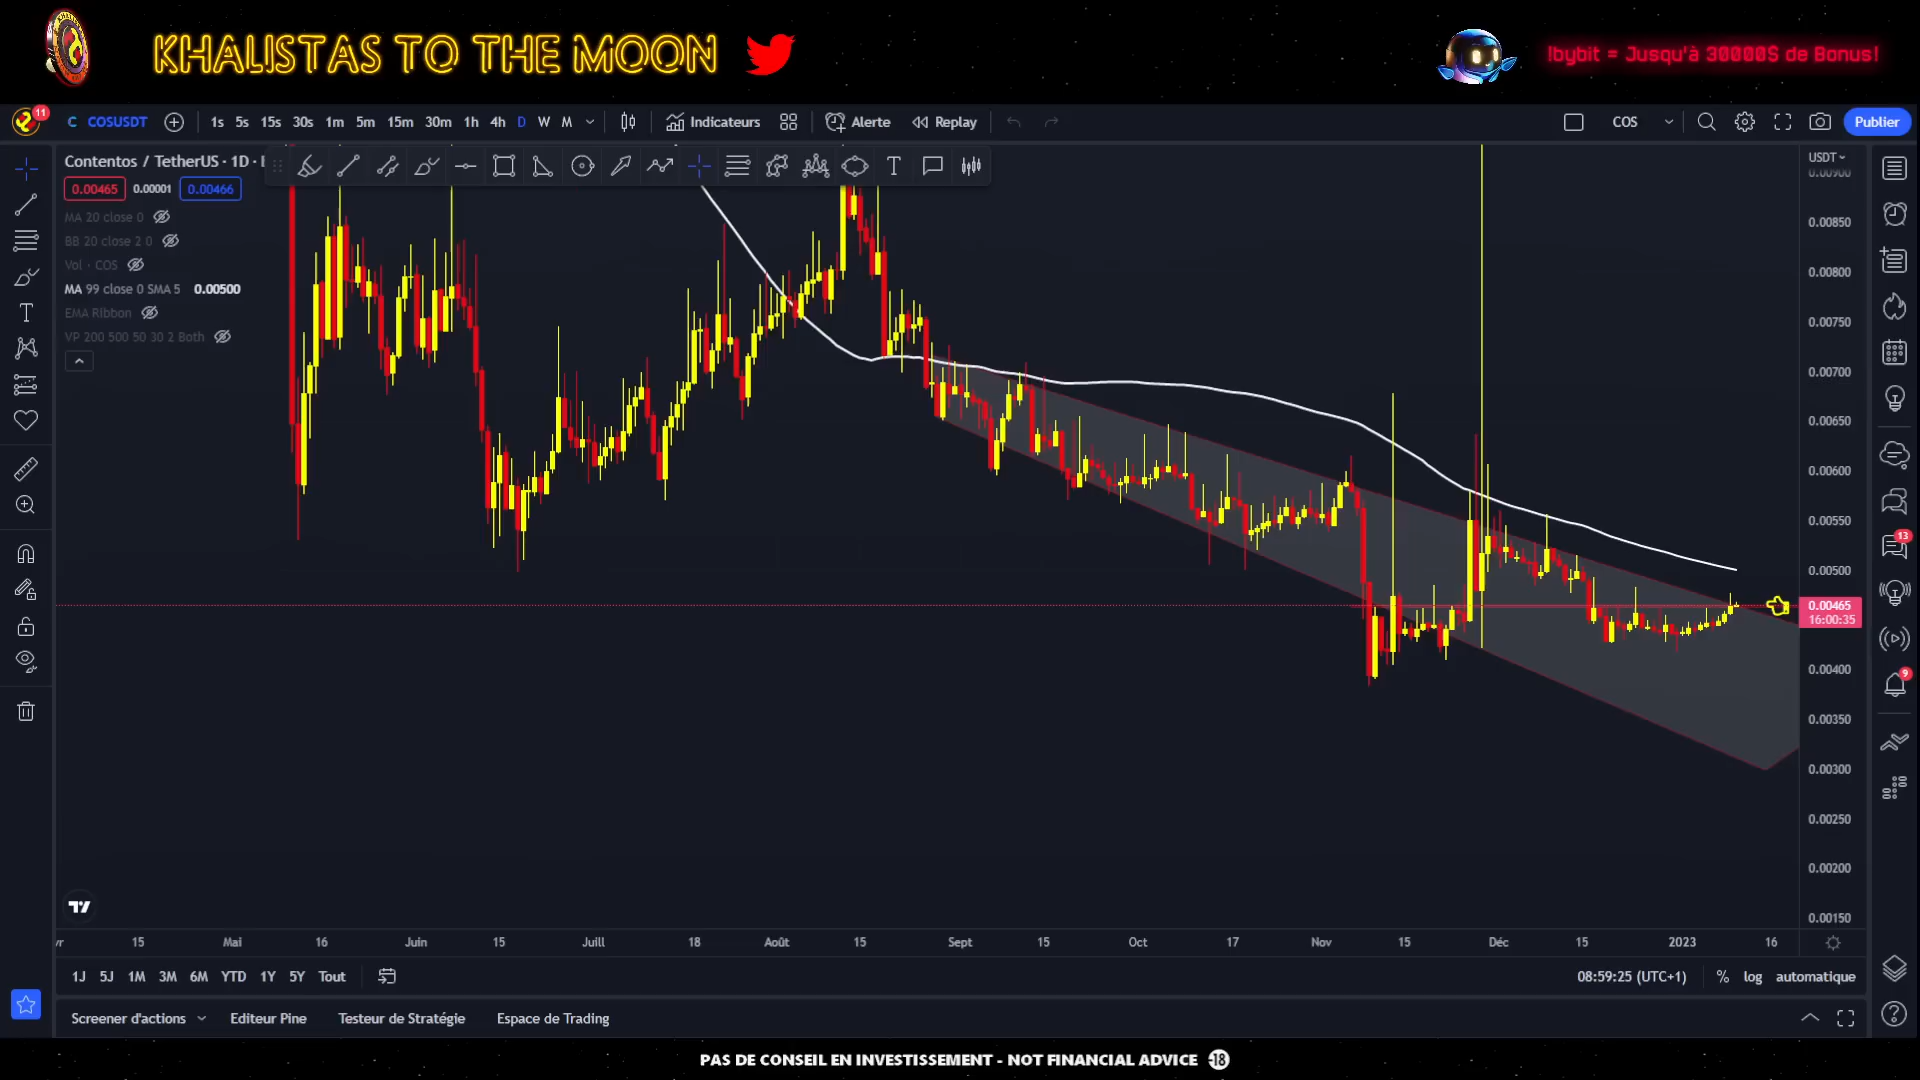 KHALISTAS TO THE MOON
!bybit = Jusqu'à 30000$ de Bonus!
11
COSUSDT
1s 5s 15s 30s 1m 5m 15m 30m 1h 4h D W M
Indicateurs
Alerte
Replay
COS
Publier
Contentos / TetherUS · 1D ·
USDT
0.00465 0.00001 0.00466
MA 20 close 0
BB 20 close 2 0
Vol · COS
MA 99 close 0 SMA 5 0.00500
EMA Ribbon
VP 200 500 50 30 2 Both
0.00900
0.00850
0.00800
0.00750
0.00700
0.00650
0.00600
0.00550
0.00500
0.00465
16:00:35
0.00400
0.00350
0.00300
0.00250
0.00200
0.00150
13
9
15 Mai 16 Juin 15 Juill 18 Août 15 Sept 15 Oct 17 Nov 15 Déc 15 2023 16
1J 5J 1M 3M 6M YTD 1Y 5Y Tout
08:59:25 (UTC+1) % log automatique
Screener d'actions Editeur Pine Testeur de Stratégie Espace de Trading
PAS DE CONSEIL EN INVESTISSEMENT - NOT FINANCIAL ADVICE -18